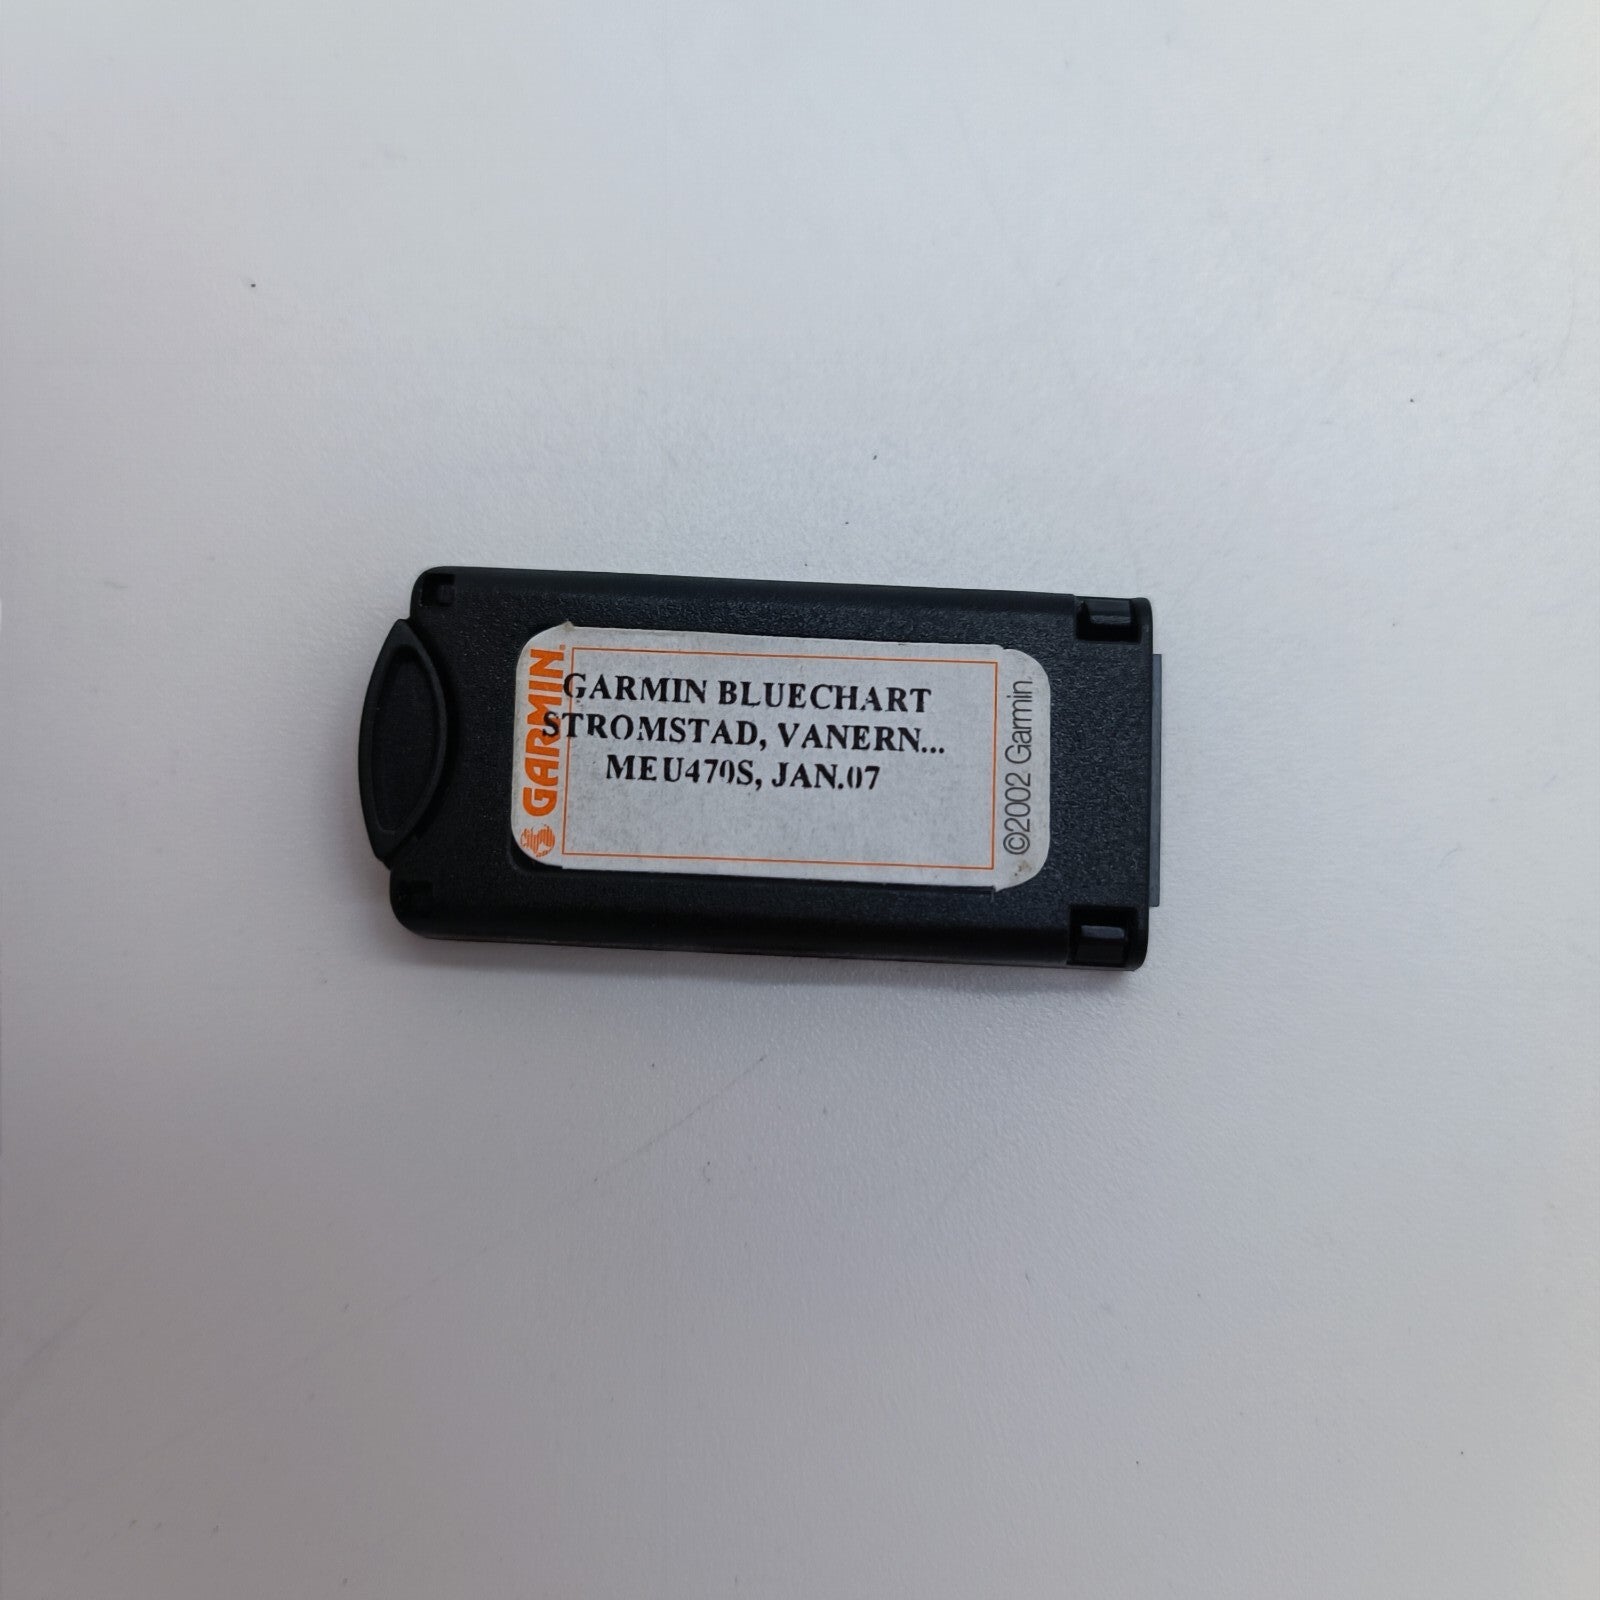 GARMIN®
GARMIN BLUECHART
STROMSTAD, VANERN...
MEU470S, JAN.07
©2002 Garmin.